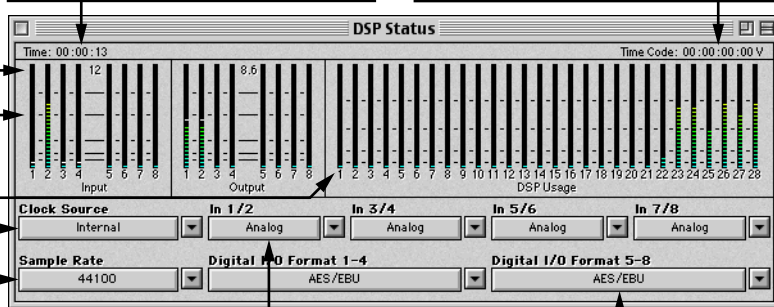 DSP Status
Time: 00:00:13
Time Code: 00:00:00:00 V
12
8.6
1 2 3 4 5 6 7 8
1 2 3 4 5 6 7 8
1 2 3 4 5 6 7 8 9 10 11 12 13 14 15 16 17 18 19 20 21 22 23 24 25 26 27 28
Input
Output
DSP Usage
Clock Source
In 1/2
In 3/4
In 5/6
In 7/8
Internal
Analog
Analog
Analog
Analog
Sample Rate
Digital I/O Format 1-4
Digital I/O Format 5-8
44100
AES/EBU
AES/EBU